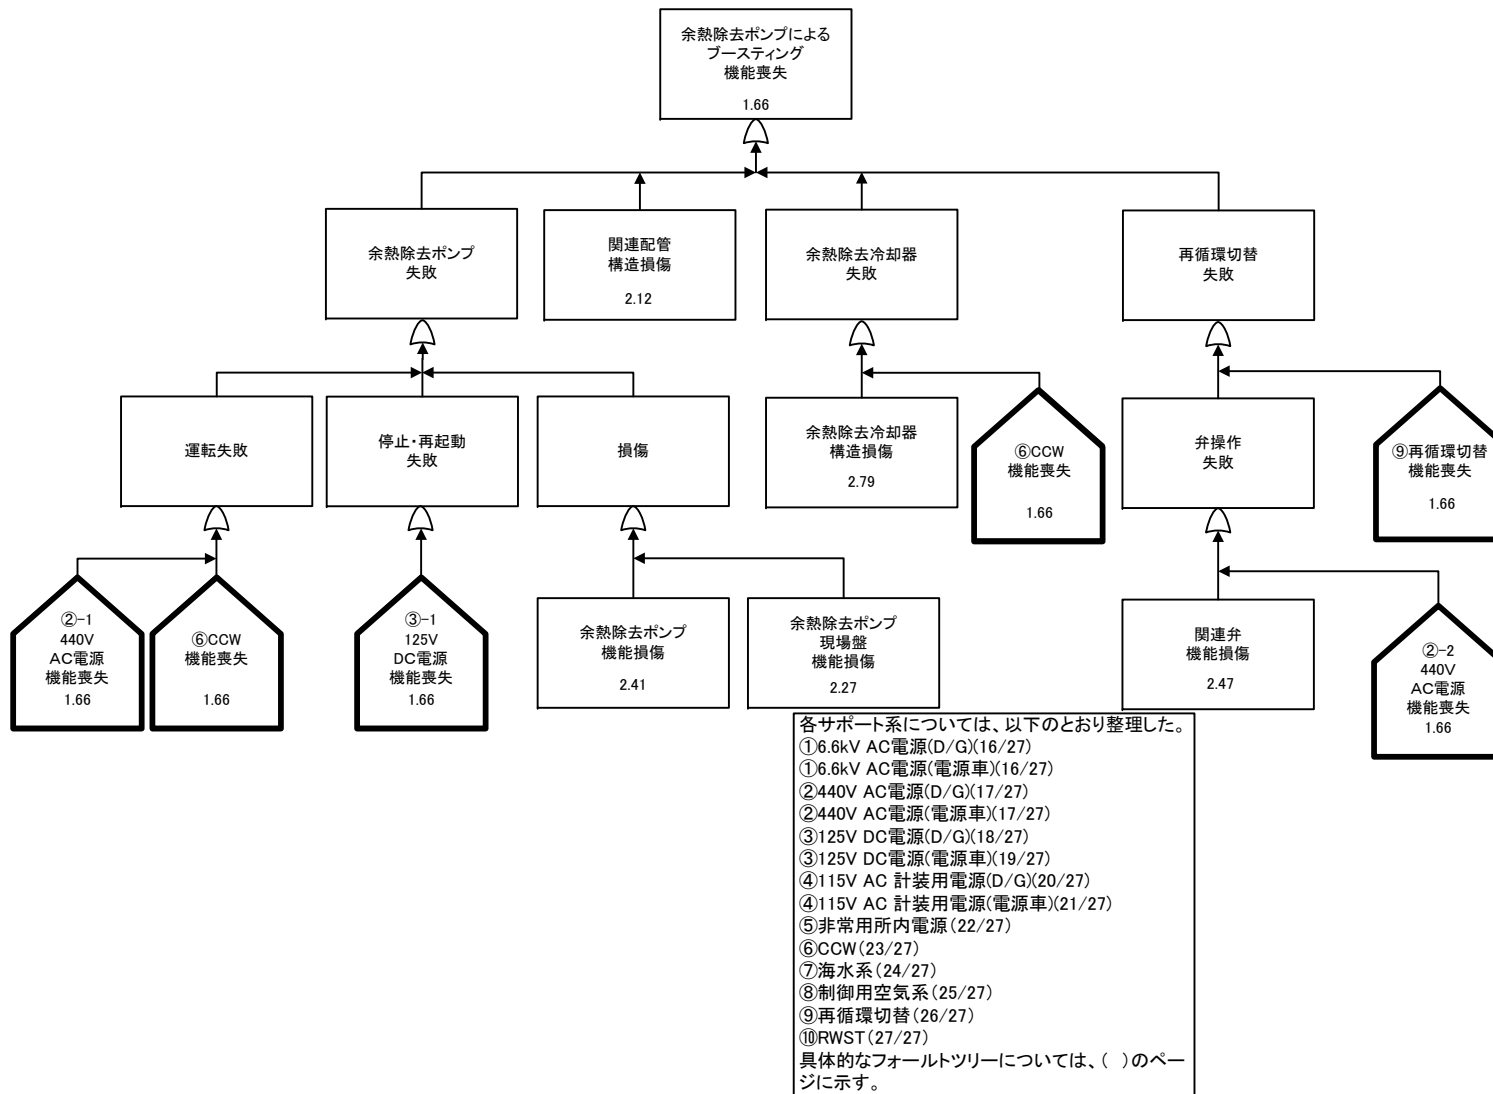 余熱除去ポンプによる
ブースティング
機能喪失
1.66
余熱除去ポンプ
失敗
関連配管
構造損傷
2.12
余熱除去冷却器
失敗
再循環切替
失敗
運転失敗
停止・再起動
失敗
損傷
余熱除去冷却器
構造損傷
2.79
⑥CCW
機能喪失
1.66
弁操作
失敗
⑨再循環切替
機能喪失
1.66
②-1
440V
AC電源
機能喪失
1.66
⑥CCW
機能喪失
1.66
③-1
125V
DC電源
機能喪失
1.66
余熱除去ポンプ
機能損傷
2.41
余熱除去ポンプ
現場盤
機能損傷
2.27
関連弁
機能損傷
2.47
②-2
440V
AC電源
機能喪失
1.66
各サポート系については、以下のとおり整理した。
①6.6kV AC電源(D/G)(16/27)
①6.6kV AC電源(電源車)(16/27)
②440V AC電源(D/G)(17/27)
②440V AC電源(電源車)(17/27)
③125V DC電源(D/G)(18/27)
③125V DC電源(電源車)(19/27)
④115V AC 計装用電源(D/G)(20/27)
④115V AC 計装用電源(電源車)(21/27)
⑤非常用所内電源(22/27)
⑥CCW(23/27)
⑦海水系(24/27)
⑧制御用空気系(25/27)
⑨再循環切替(26/27)
⑩RWST(27/27)
具体的なフォールトツリーについては、( )のペー
ジに示す。